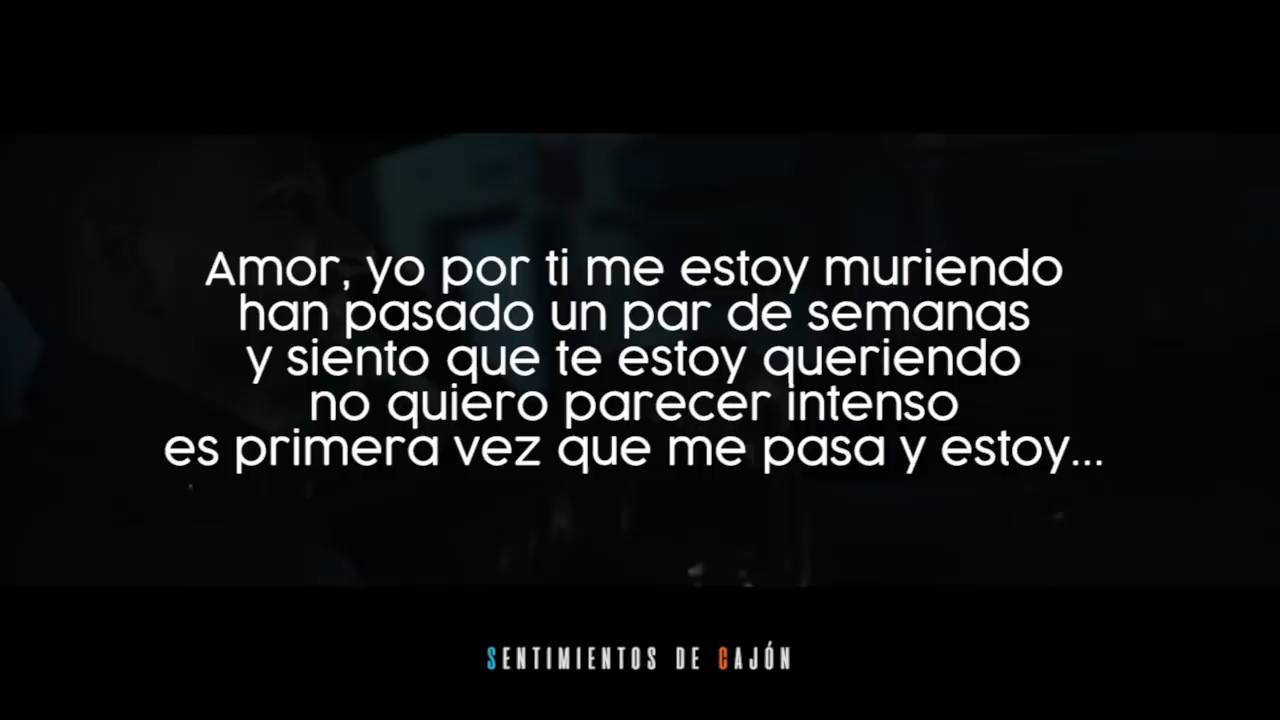 Amor, yo por ti me estoy muriendo
han pasado un par de semanas
y siento que te estoy queriendo
no quiero parecer intenso
es primera vez que me pasa y estoy...
SENTIMIENTOS DE CAJÓN